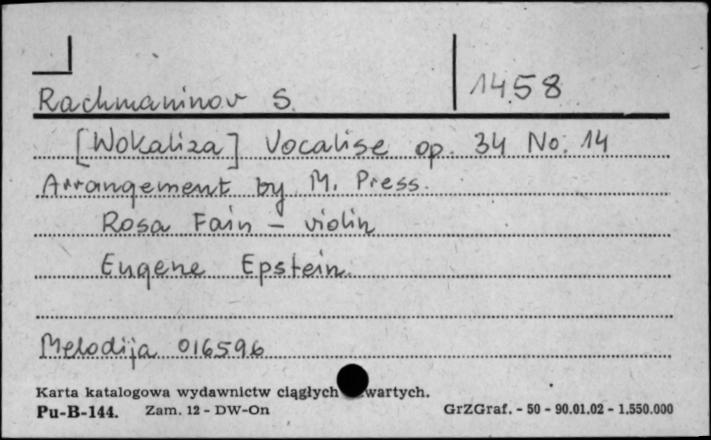 Rachmaninov S. 1458
[Wokaliza] Vocalise op. 34 No. 14
Arrangement by M. Press.
Rosa Fain – violin
Eugene Epstein.
Melodija 016596
Karta katalogowa wydawnictw ciągłych wartych.
Pu-B-144. Zam. 12 - DW-On GrZGraf. - 50 - 90.01.02 - 1.550.000